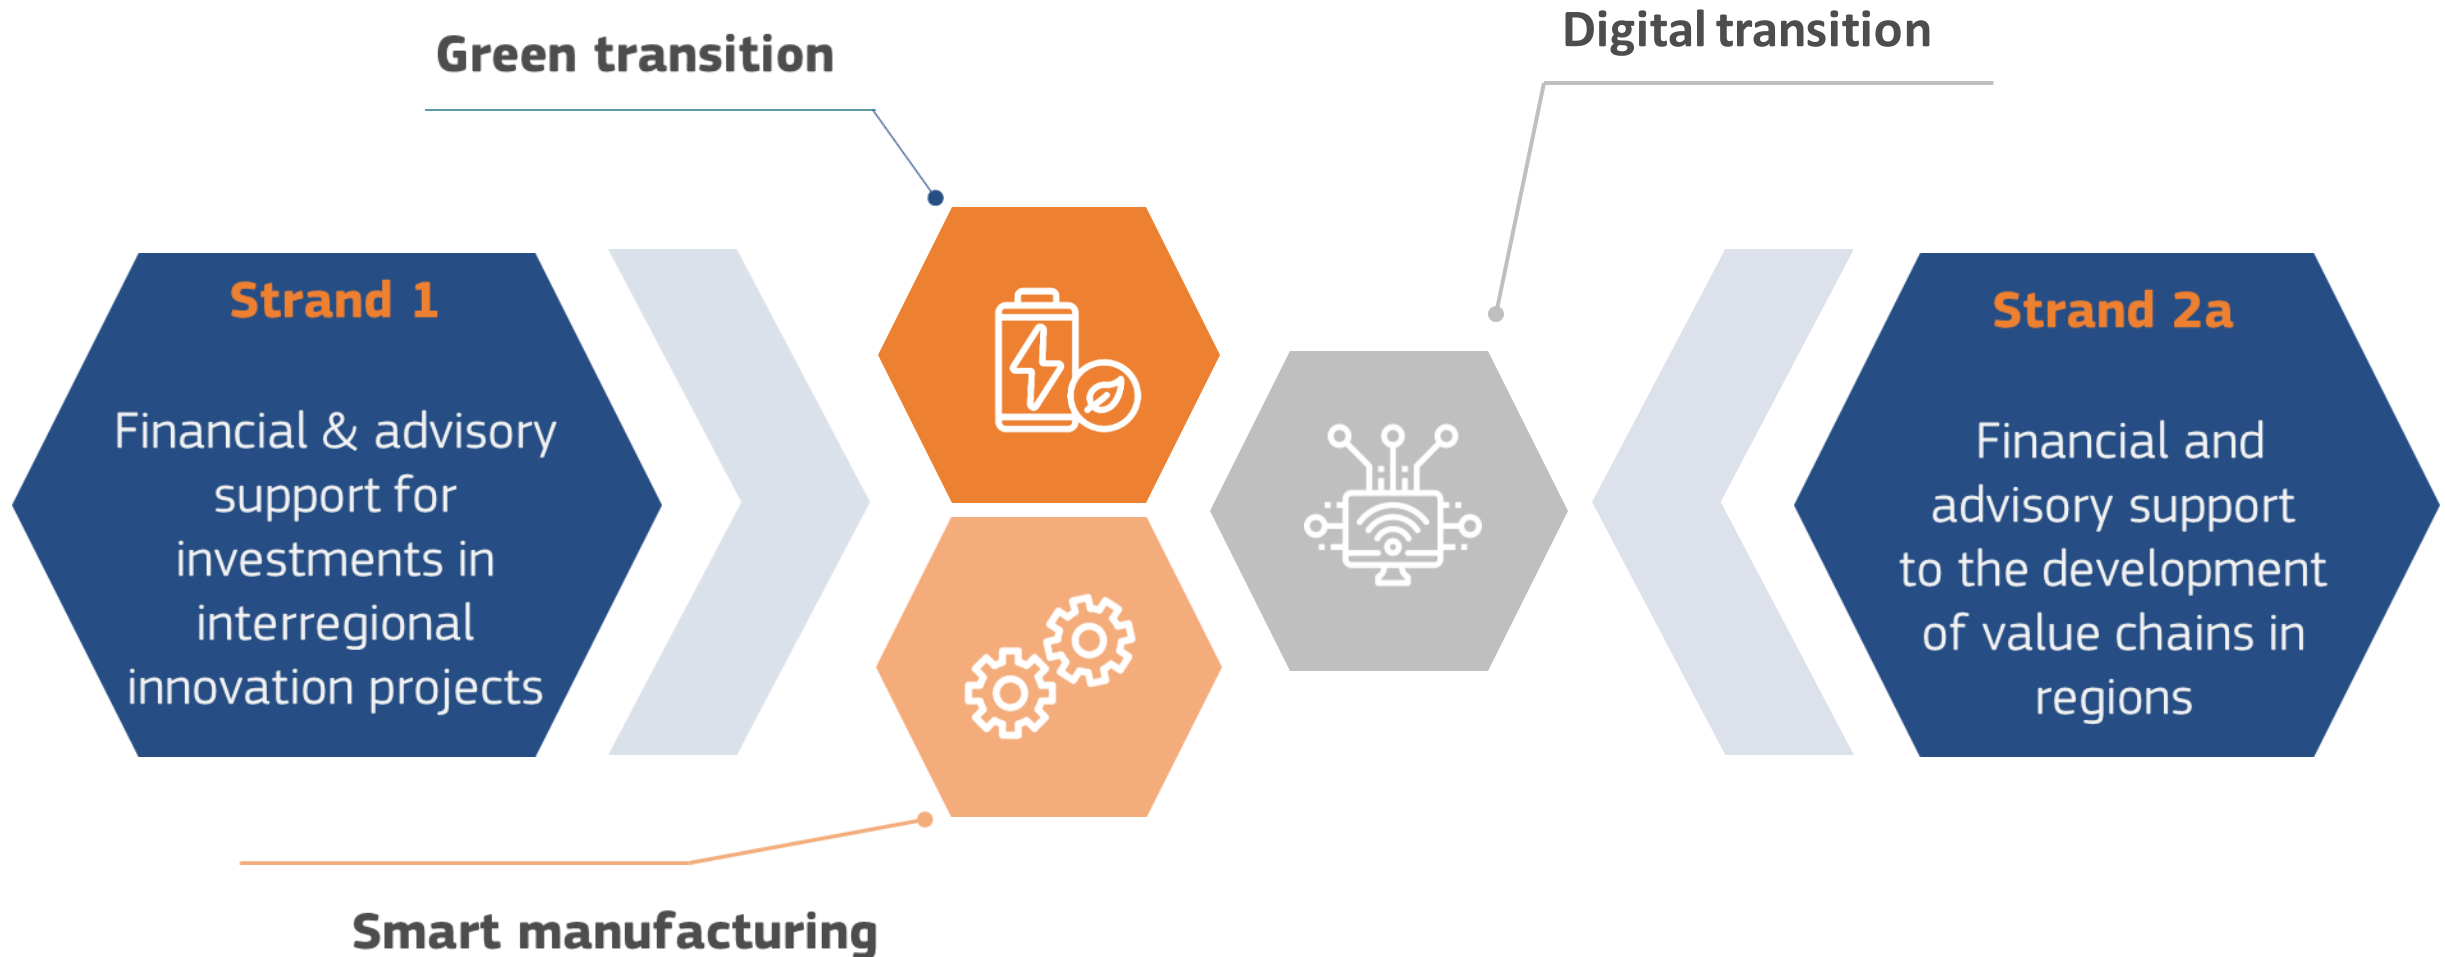 Green transition
Digital transition
Strand 1
Financial & advisory
support for
investments in
interregional
innovation projects
Strand 2a
Financial and
advisory support
to the development
of value chains in
regions
Smart manufacturing